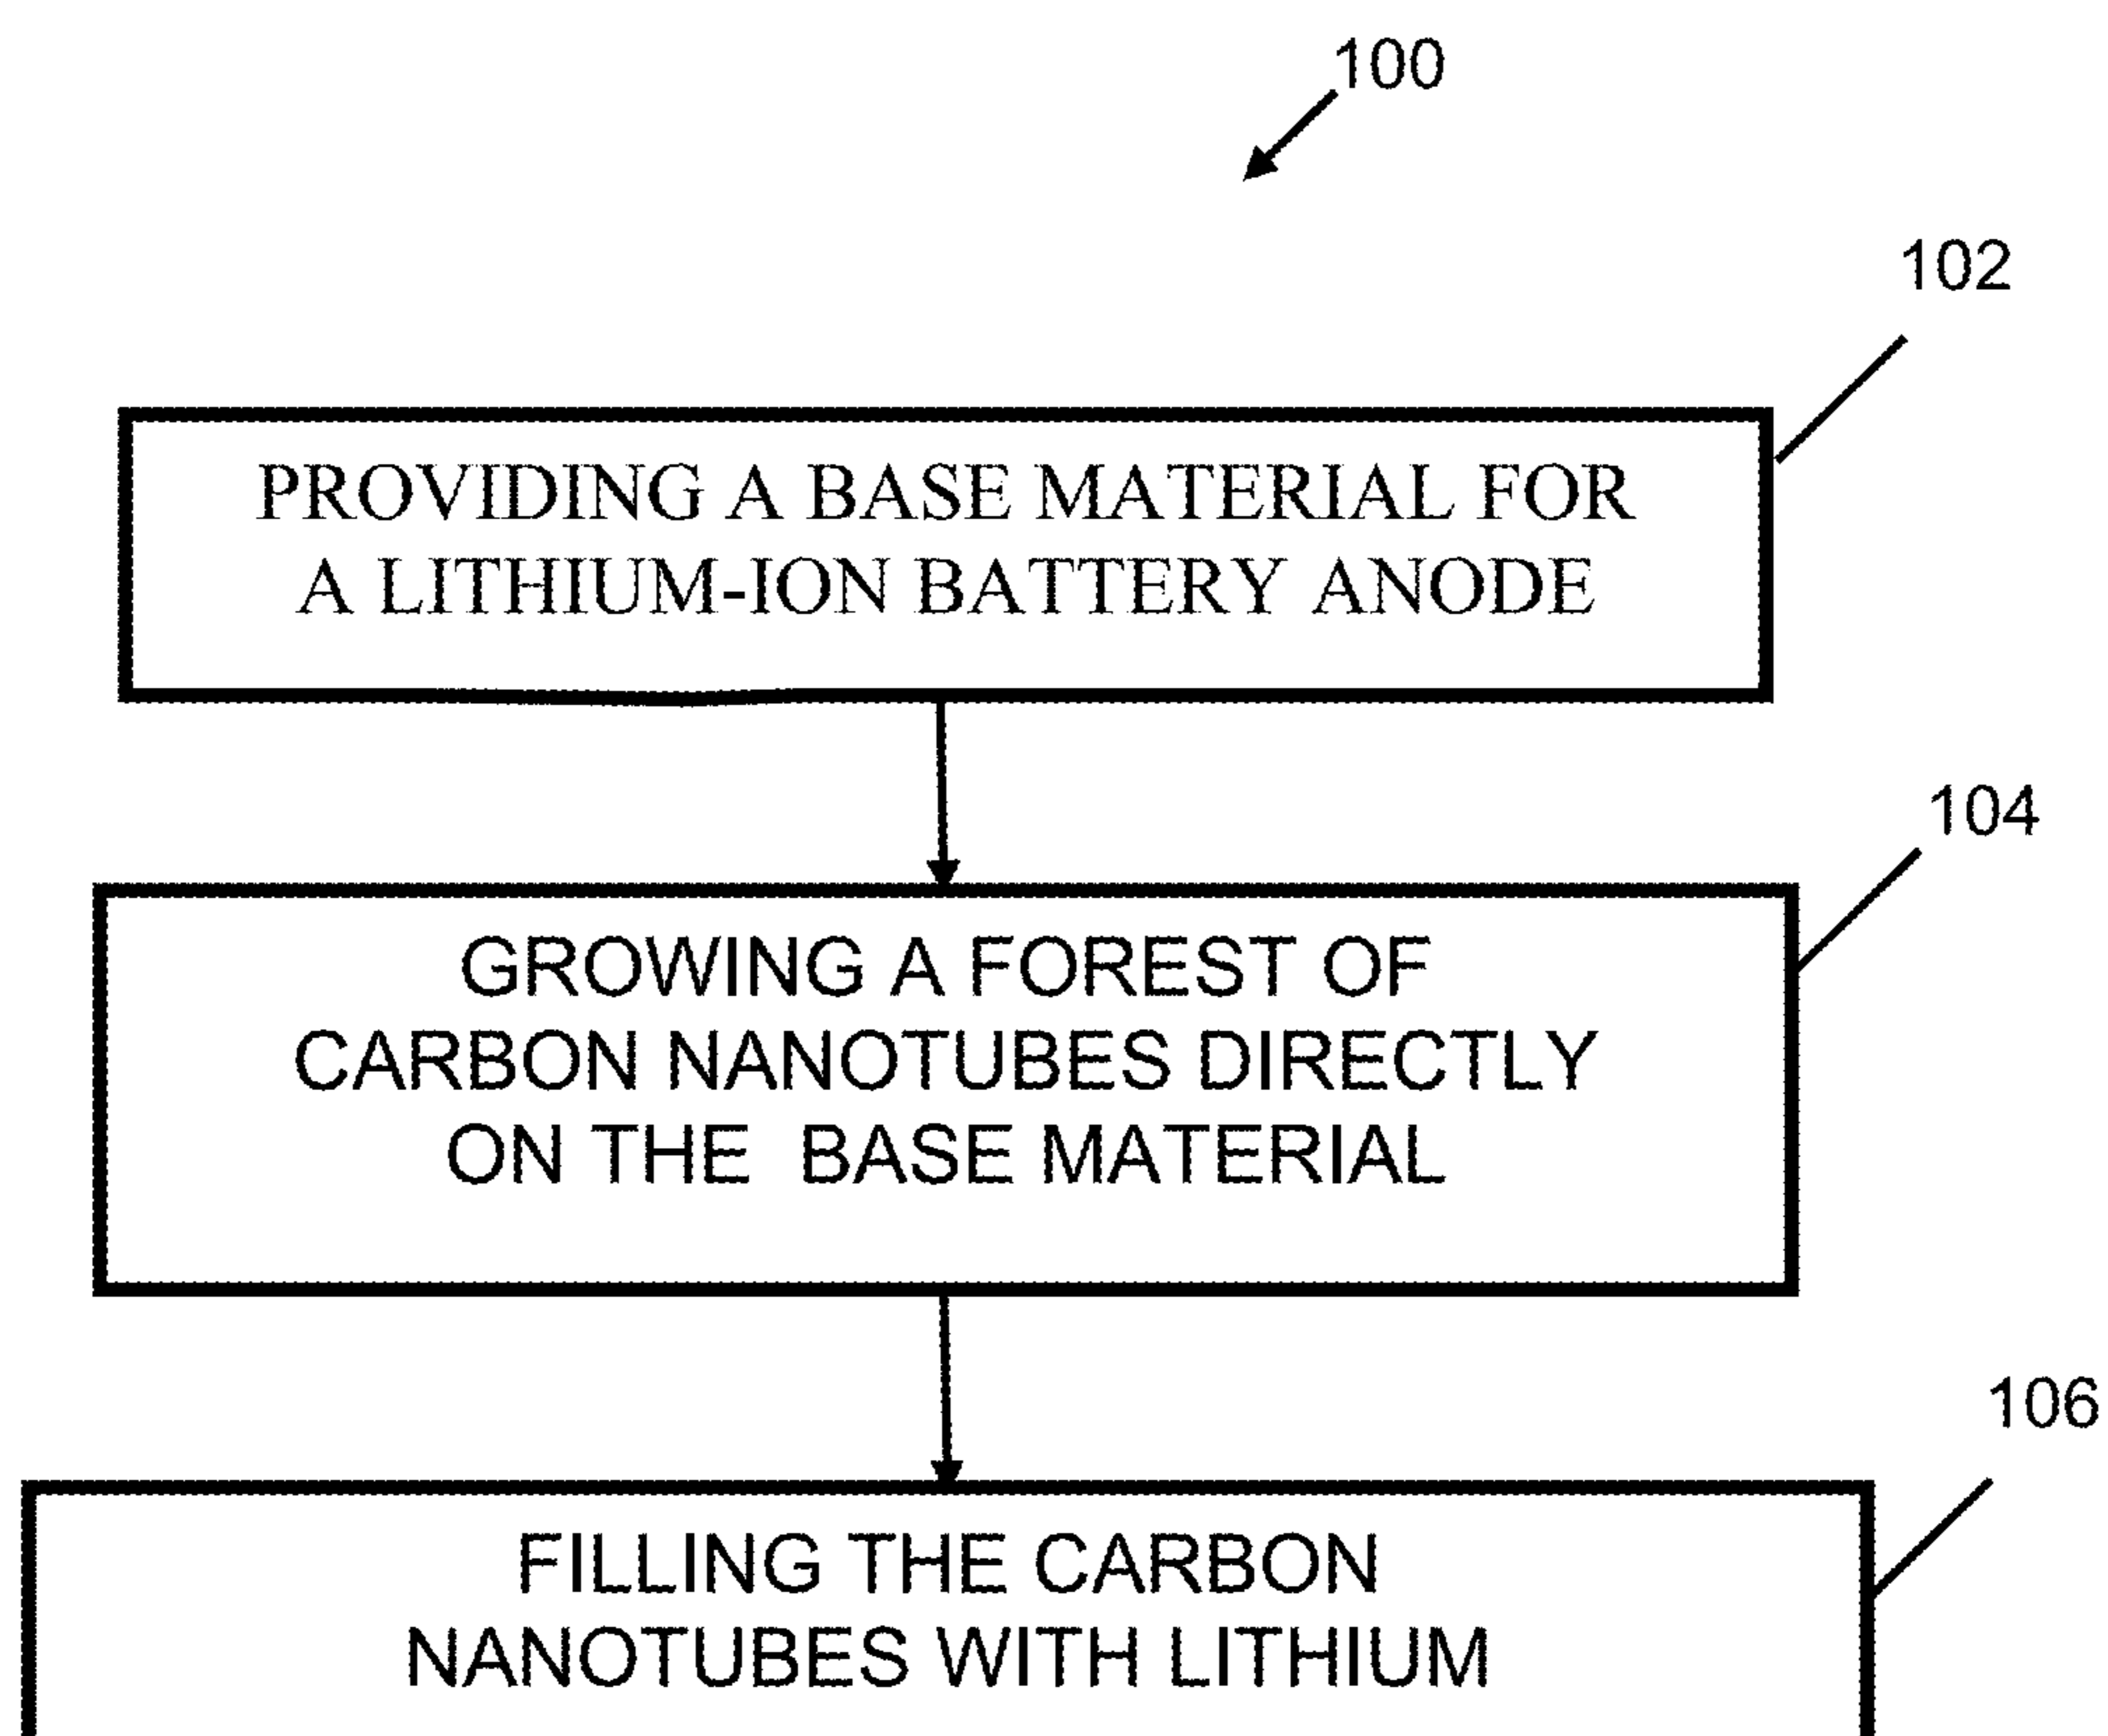 100
102
PROVIDING A BASE MATERIAL FOR
A LITHIUM-ION BATTERY ANODE
104
GROWING A FOREST OF
CARBON NANOTUBES DIRECTLY
ON THE  BASE MATERIAL
106
FILLING THE CARBON
NANOTUBES WITH LITHIUM